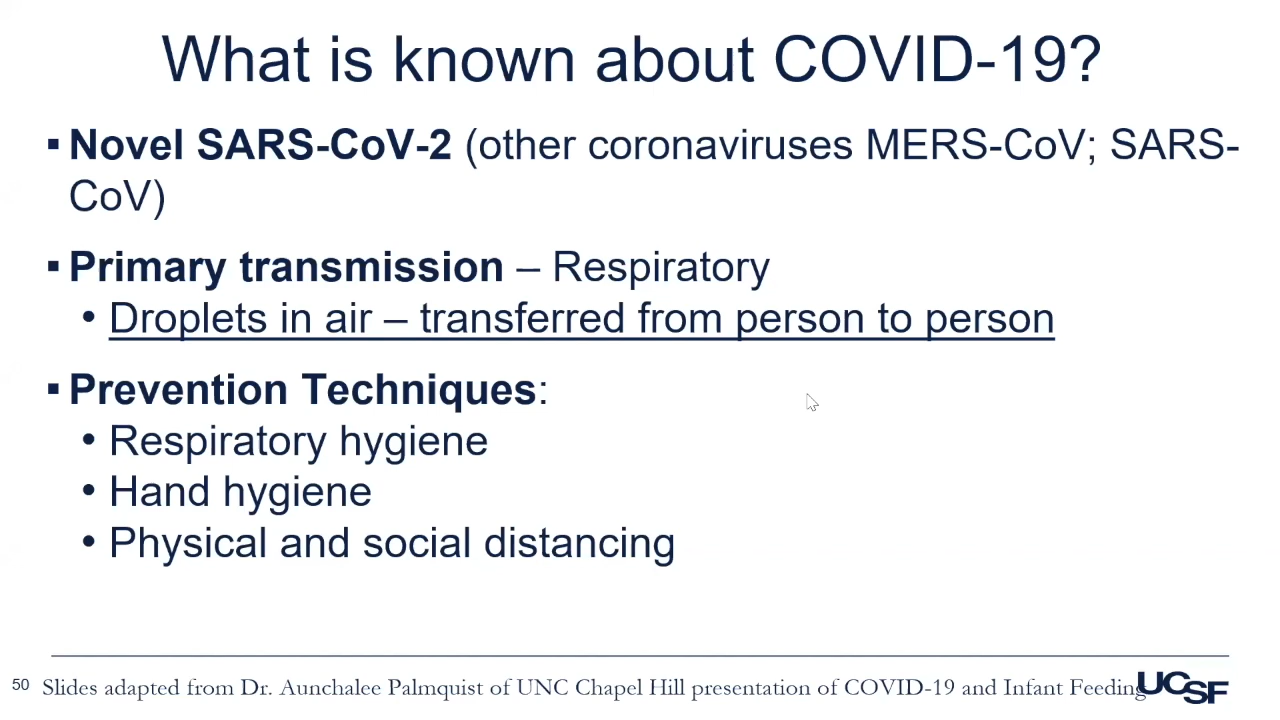 What is known about COVID-19?
▪ Novel SARS-CoV-2 (other coronaviruses MERS-CoV; SARS-
CoV)
▪ Primary transmission – Respiratory
• Droplets in air – transferred from person to person
▪ Prevention Techniques:
• Respiratory hygiene
• Hand hygiene
• Physical and social distancing
50 Slides adapted from Dr. Aunchalee Palmquist of UNC Chapel Hill presentation of COVID-19 and Infant Feeding
UCSF